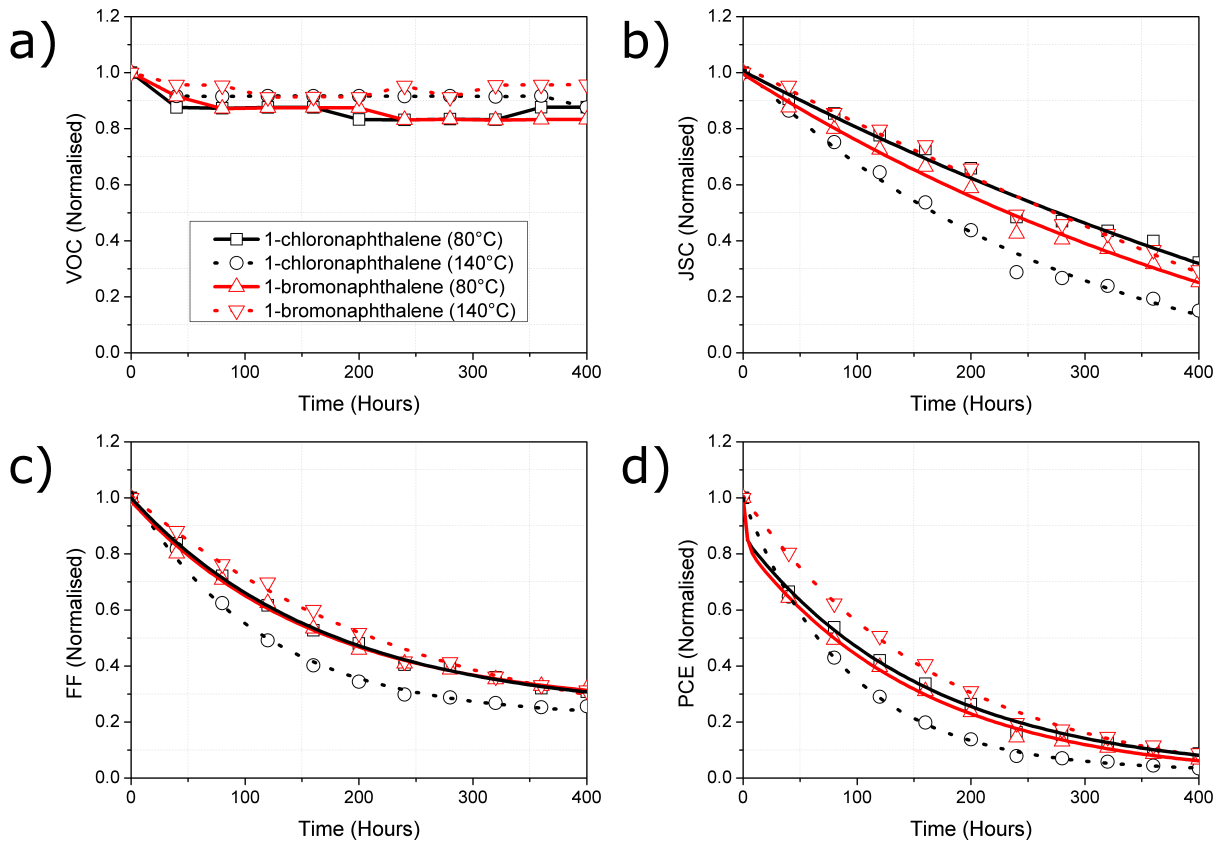 a)
1.2
1.0
0.8
0.6
0.4
0.2
0.0
VOC (Normalised)
1-chloronaphthalene (80°C)
1-chloronaphthalene (140°C)
1-bromonaphthalene (80°C)
1-bromonaphthalene (140°C)
0 100 200 300 400
Time (Hours)
b)
1.2
1.0
0.8
0.6
0.4
0.2
0.0
JSC (Normalised)
0 100 200 300 400
Time (Hours)
c)
1.2
1.0
0.8
0.6
0.4
0.2
0.0
FF (Normalised)
0 100 200 300 400
Time (Hours)
d)
1.2
1.0
0.8
0.6
0.4
0.2
0.0
PCE (Normalised)
0 100 200 300 400
Time (Hours)